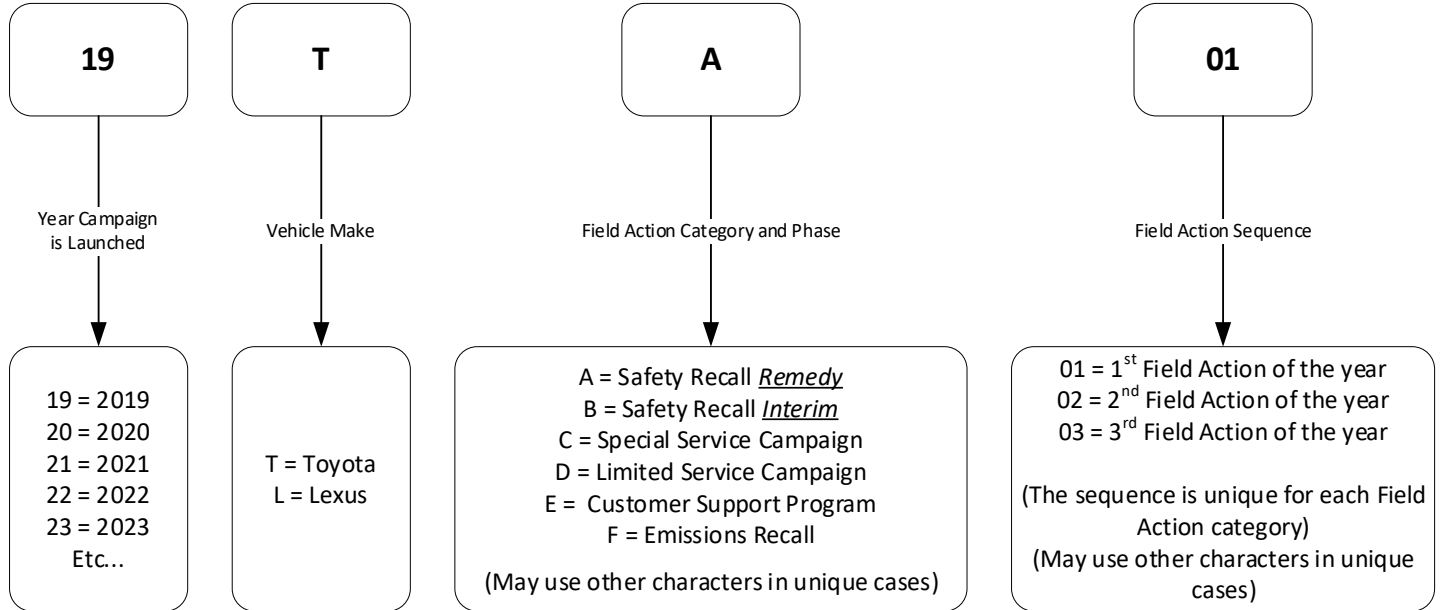 19
T
A
01
Year Campaign
is Launched
Vehicle Make
Field Action Category and Phase
Field Action Sequence
19 = 2019
20 = 2020
21 = 2021
22 = 2022
23 = 2023
Etc...
T = Toyota
L = Lexus
A = Safety Recall Remedy
B = Safety Recall Interim
C = Special Service Campaign
D = Limited Service Campaign
E =  Customer Support Program
F = Emissions Recall
(May use other characters in unique cases)
01 = 1st Field Action of the year
02 = 2nd Field Action of the year
03 = 3rd Field Action of the year
(The sequence is unique for each Field
Action category)
(May use other characters in unique
cases)